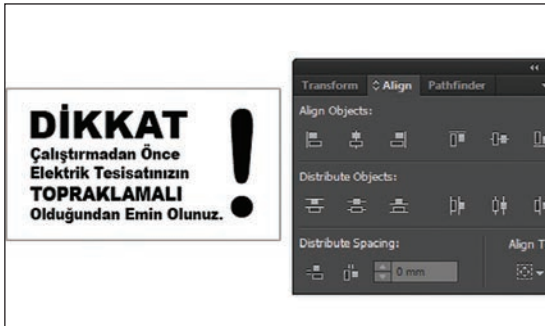 DİKKAT
Çalıştırmadan Önce
Elektrik Tesisatınızın
TOPRAKLAMALI
Olduğundan Emin Olunuz.
!
Transform Align Pathfinder
Align Objects:
Distribute Objects:
Distribute Spacing:
Align T
0 mm